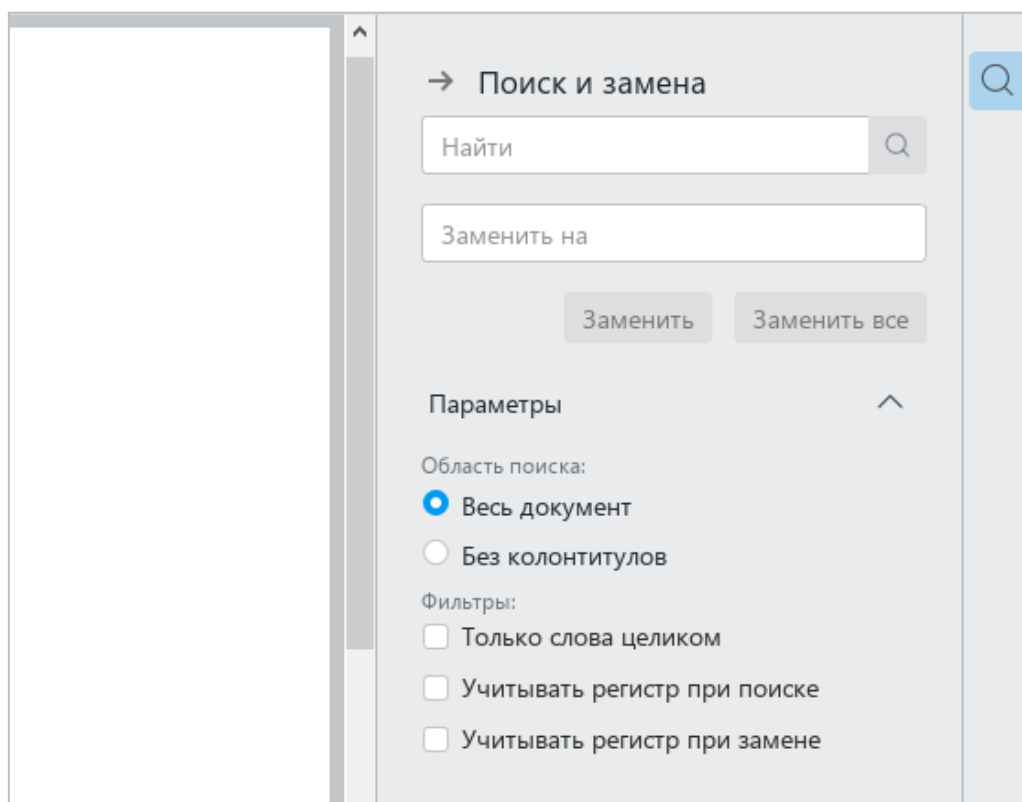 Поиск и замена
Найти
Заменить на
Заменить Заменить все
Параметры
Область поиска:
Весь документ
Без колонтитулов
Фильтры:
Только слова целиком
Учитывать регистр при поиске
Учитывать регистр при замене